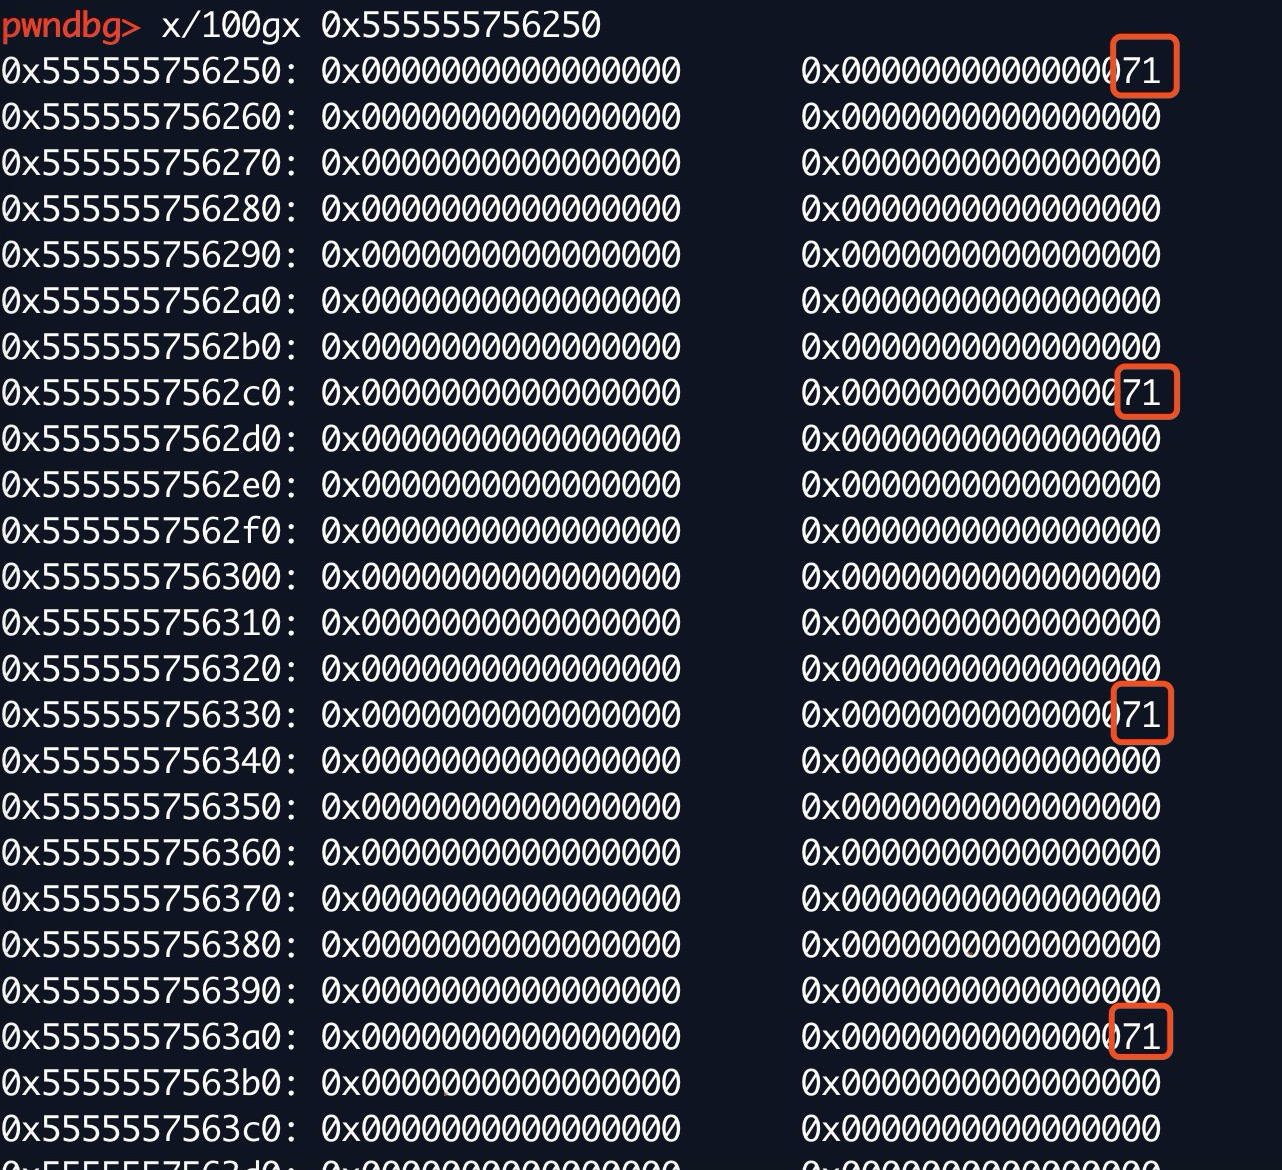 pwndbg> x/100gx 0x555555756250
0x555555756250: 0x0000000000000000 0x0000000000000071
0x555555756260: 0x0000000000000000 0x0000000000000000
0x555555756270: 0x0000000000000000 0x0000000000000000
0x555555756280: 0x0000000000000000 0x0000000000000000
0x555555756290: 0x0000000000000000 0x0000000000000000
0x5555557562a0: 0x0000000000000000 0x0000000000000000
0x5555557562b0: 0x0000000000000000 0x0000000000000000
0x5555557562c0: 0x0000000000000000 0x0000000000000071
0x5555557562d0: 0x0000000000000000 0x0000000000000000
0x5555557562e0: 0x0000000000000000 0x0000000000000000
0x5555557562f0: 0x0000000000000000 0x0000000000000000
0x555555756300: 0x0000000000000000 0x0000000000000000
0x555555756310: 0x0000000000000000 0x0000000000000000
0x555555756320: 0x0000000000000000 0x0000000000000000
0x555555756330: 0x0000000000000000 0x0000000000000071
0x555555756340: 0x0000000000000000 0x0000000000000000
0x555555756350: 0x0000000000000000 0x0000000000000000
0x555555756360: 0x0000000000000000 0x0000000000000000
0x555555756370: 0x0000000000000000 0x0000000000000000
0x555555756380: 0x0000000000000000 0x0000000000000000
0x555555756390: 0x0000000000000000 0x0000000000000000
0x5555557563a0: 0x0000000000000000 0x0000000000000071
0x5555557563b0: 0x0000000000000000 0x0000000000000000
0x5555557563c0: 0x0000000000000000 0x0000000000000000